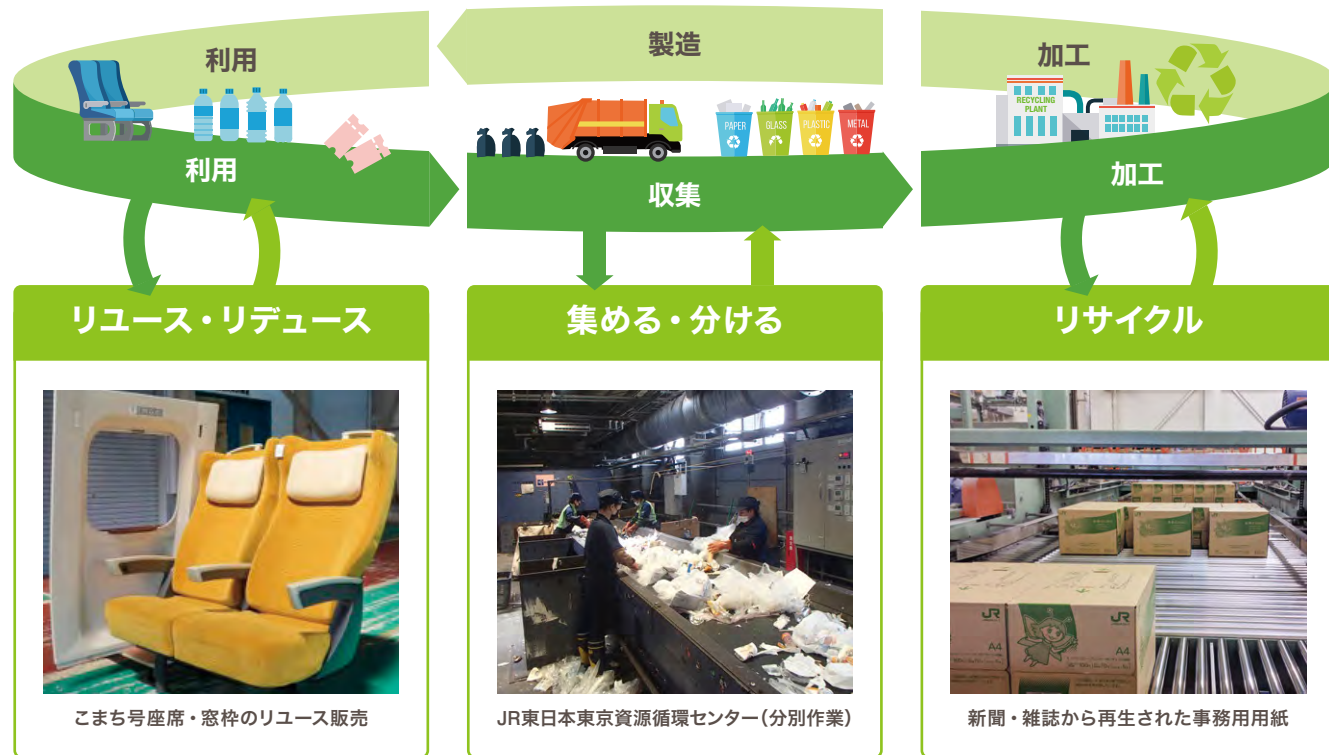 利用
製造
加工
RECYCLING
PLANT
PAPER
GLASS
PLASTIC
METAL
利用
収集
加工
リユース・リデュース
集める・分ける
リサイクル
JR
A4
JR
A4
こまち号座席・窓枠のリユース販売
JR東日本東京資源循環センター（分別作業）
新聞・雑誌から再生された事務用用紙